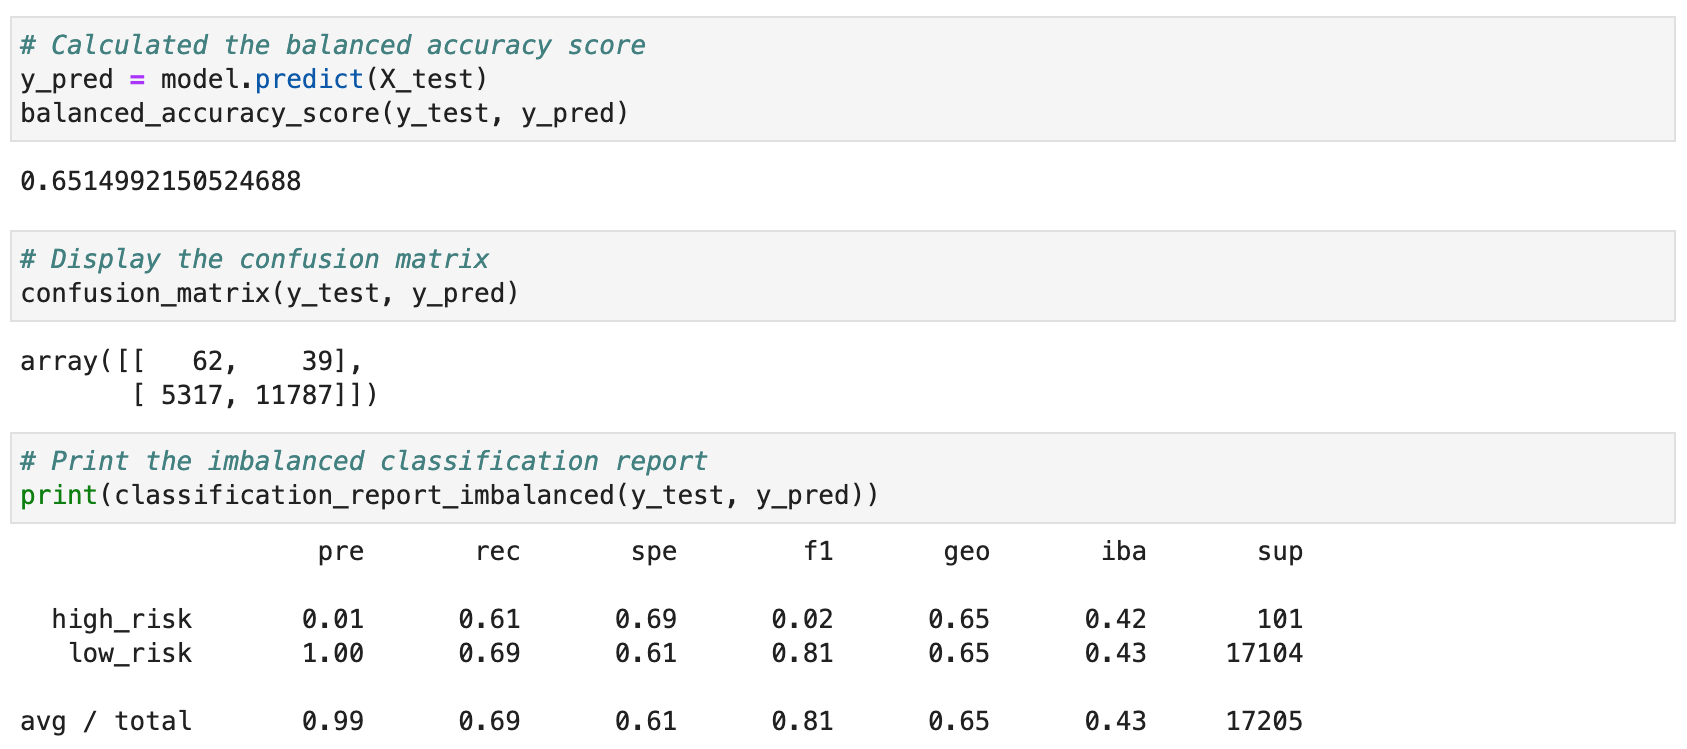 # Calculated the balanced accuracy score
y_pred = model.predict(X_test)
balanced_accuracy_score(y_test, y_pred)
0.6514992150524688
# Display the confusion matrix
confusion_matrix(y_test, y_pred)
array([[   62,    39],
       [ 5317, 11787]])
# Print the imbalanced classification report
print(classification_report_imbalanced(y_test, y_pred))
                   pre       rec       spe        f1       geo       iba       sup
  high_risk       0.01      0.61      0.69      0.02      0.65      0.42       101
   low_risk       1.00      0.69      0.61      0.81      0.65      0.43     17104
avg / total       0.99      0.69      0.61      0.81      0.65      0.43     17205